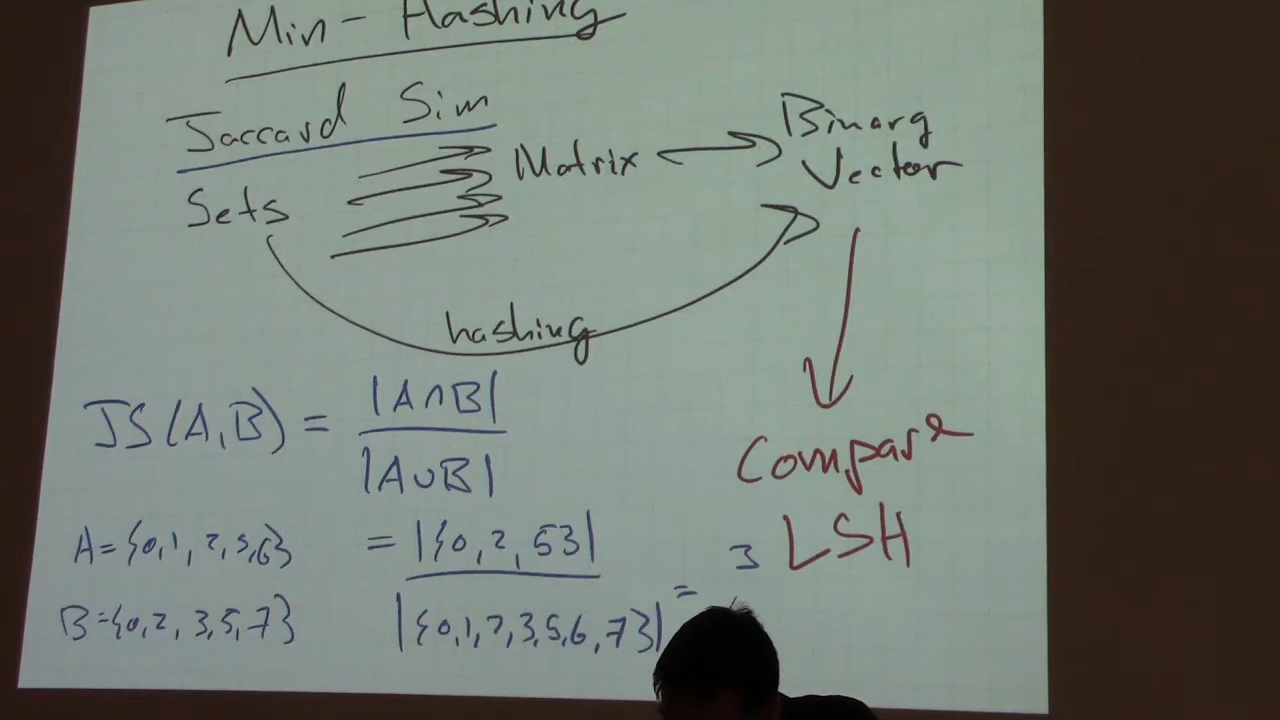 Min-Hashing
Jaccard Sim
Sets
Matrix
Binary
Vector
hashing
JS(A,B) = |A∩B|
|A∪B|
Compare
LSH
A={0,1,2,5,6}
= |{0,2,5}|
|{0,1,2,3,5,6,7}|
= 3
B={0,2,3,5,7}